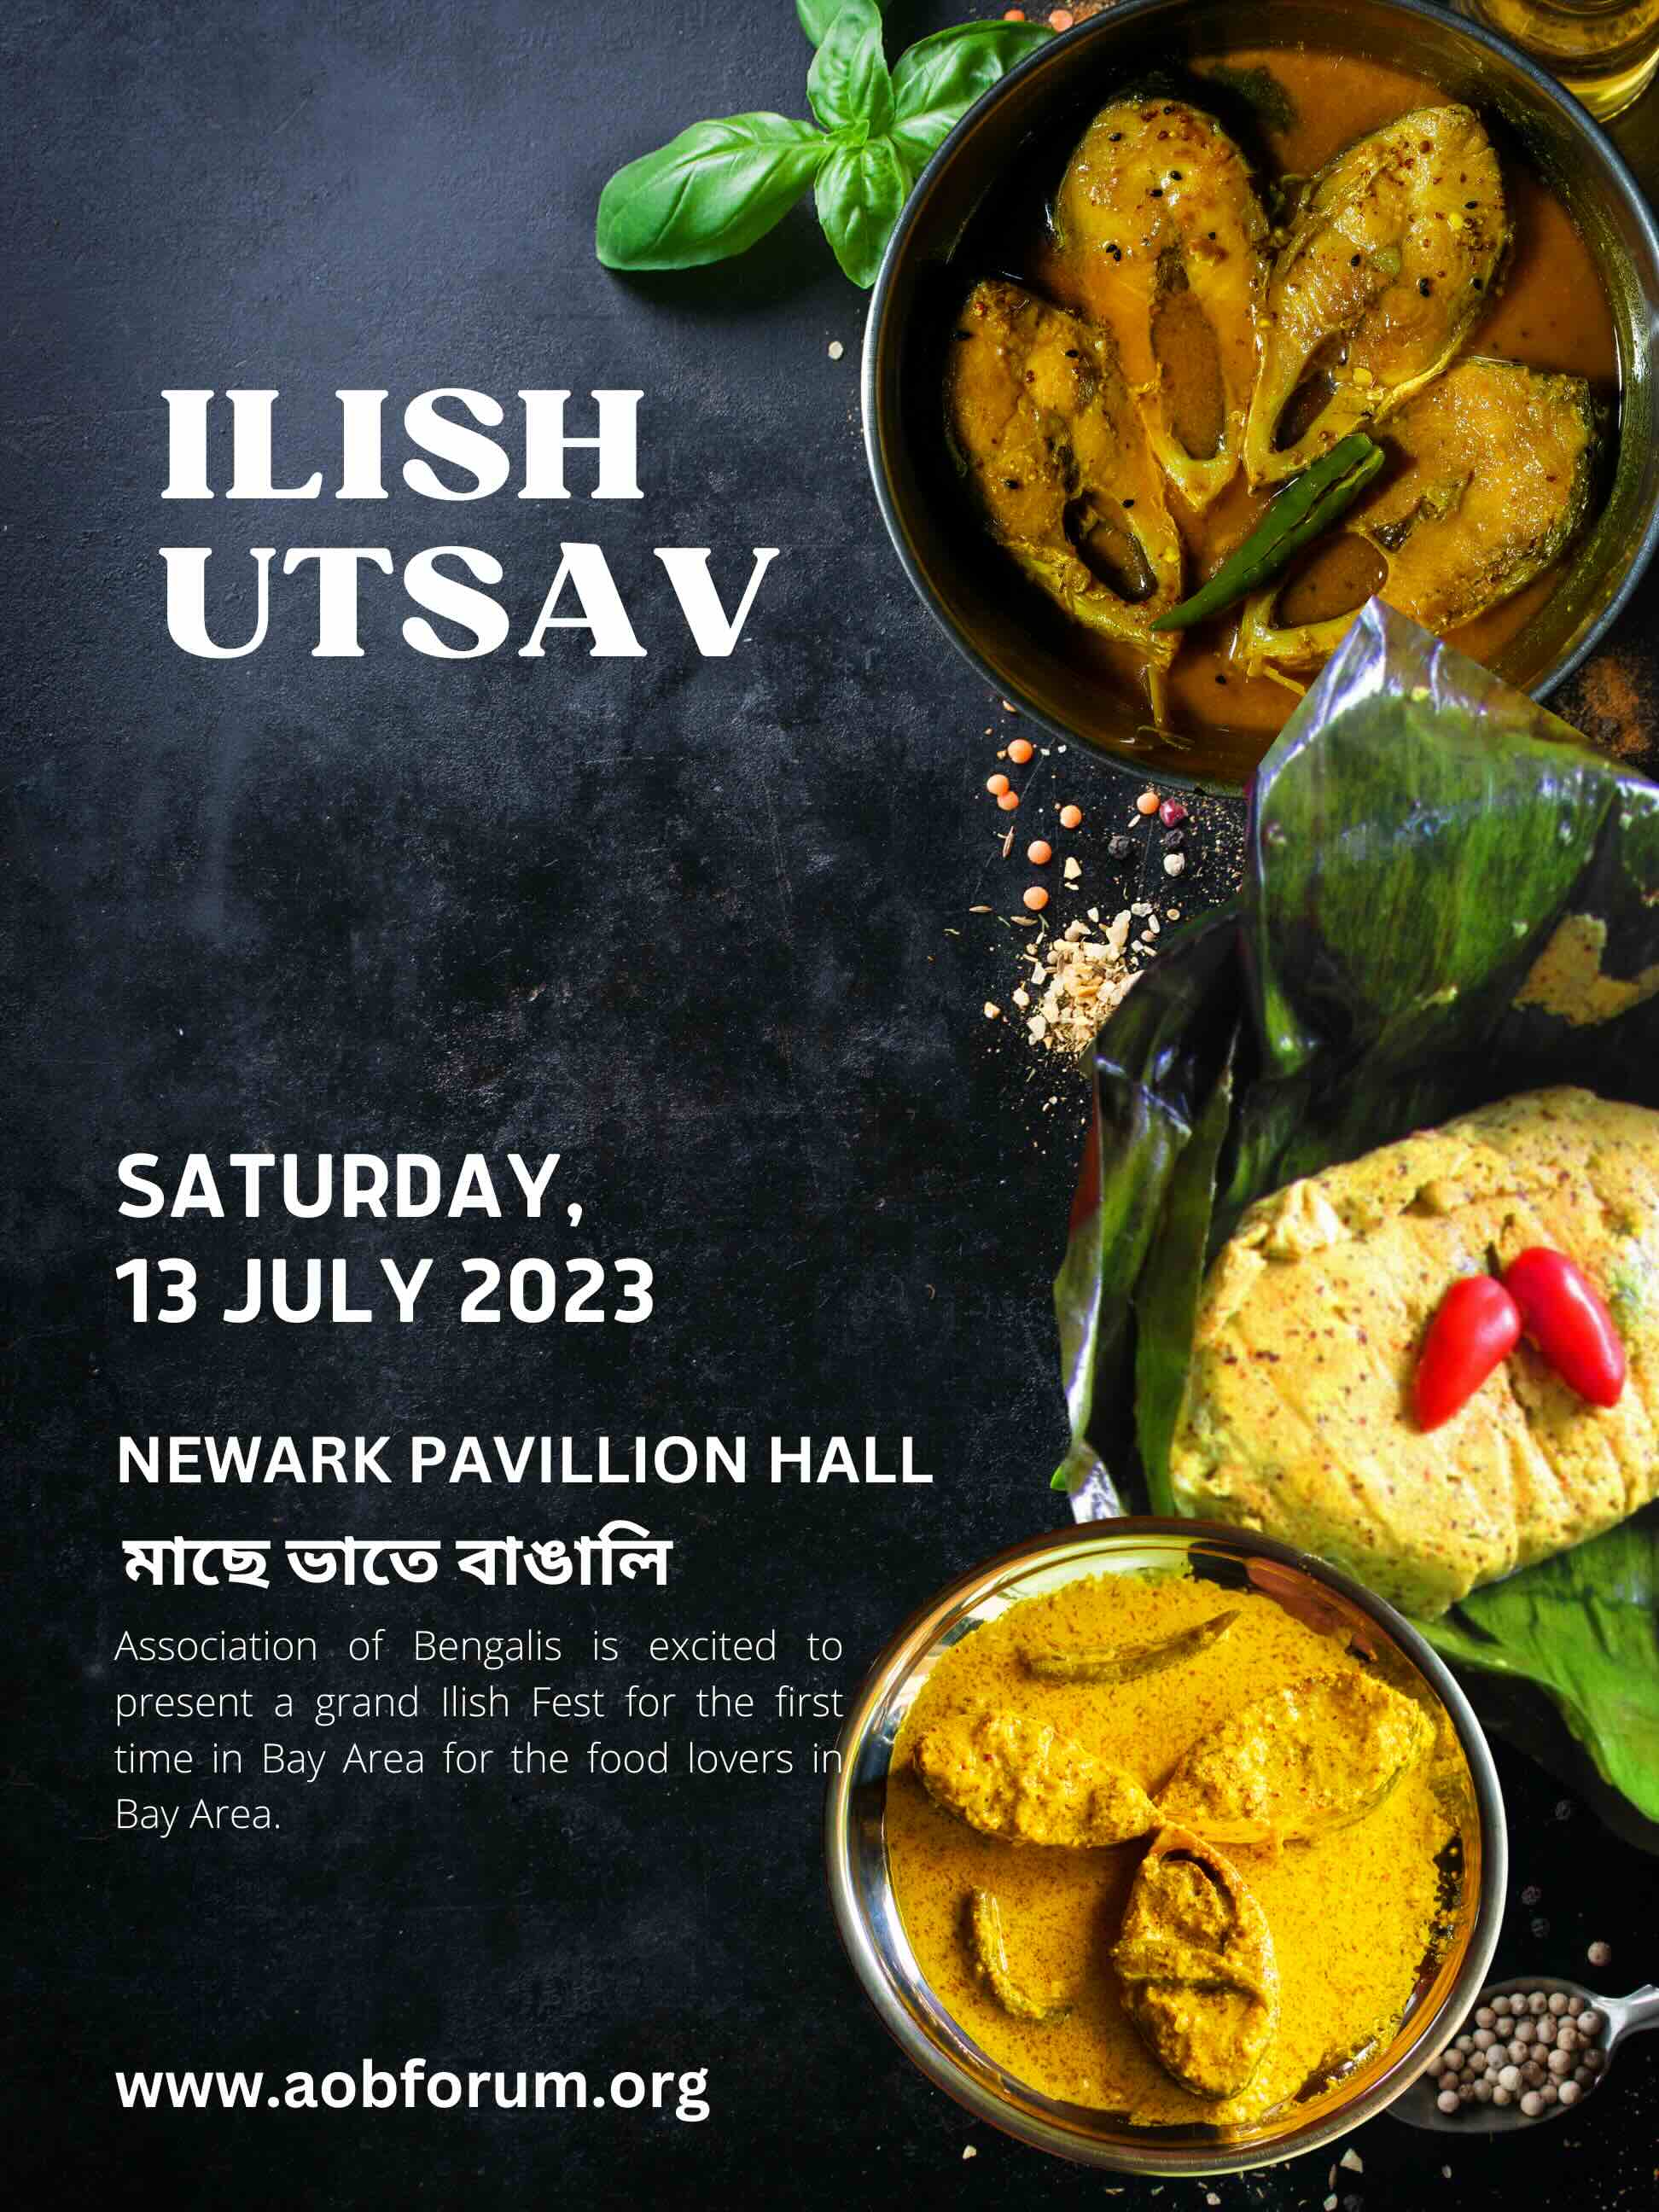 ILISH
UTSAV
SATURDAY,
13 JULY 2023
NEWARK PAVILLION HALL
মাছে ভাতে বাঙালি
Association of Bengalis is excited to
present a grand Ilish Fest for the first
time in Bay Area for the food lovers in
Bay Area.
www.aobforum.org